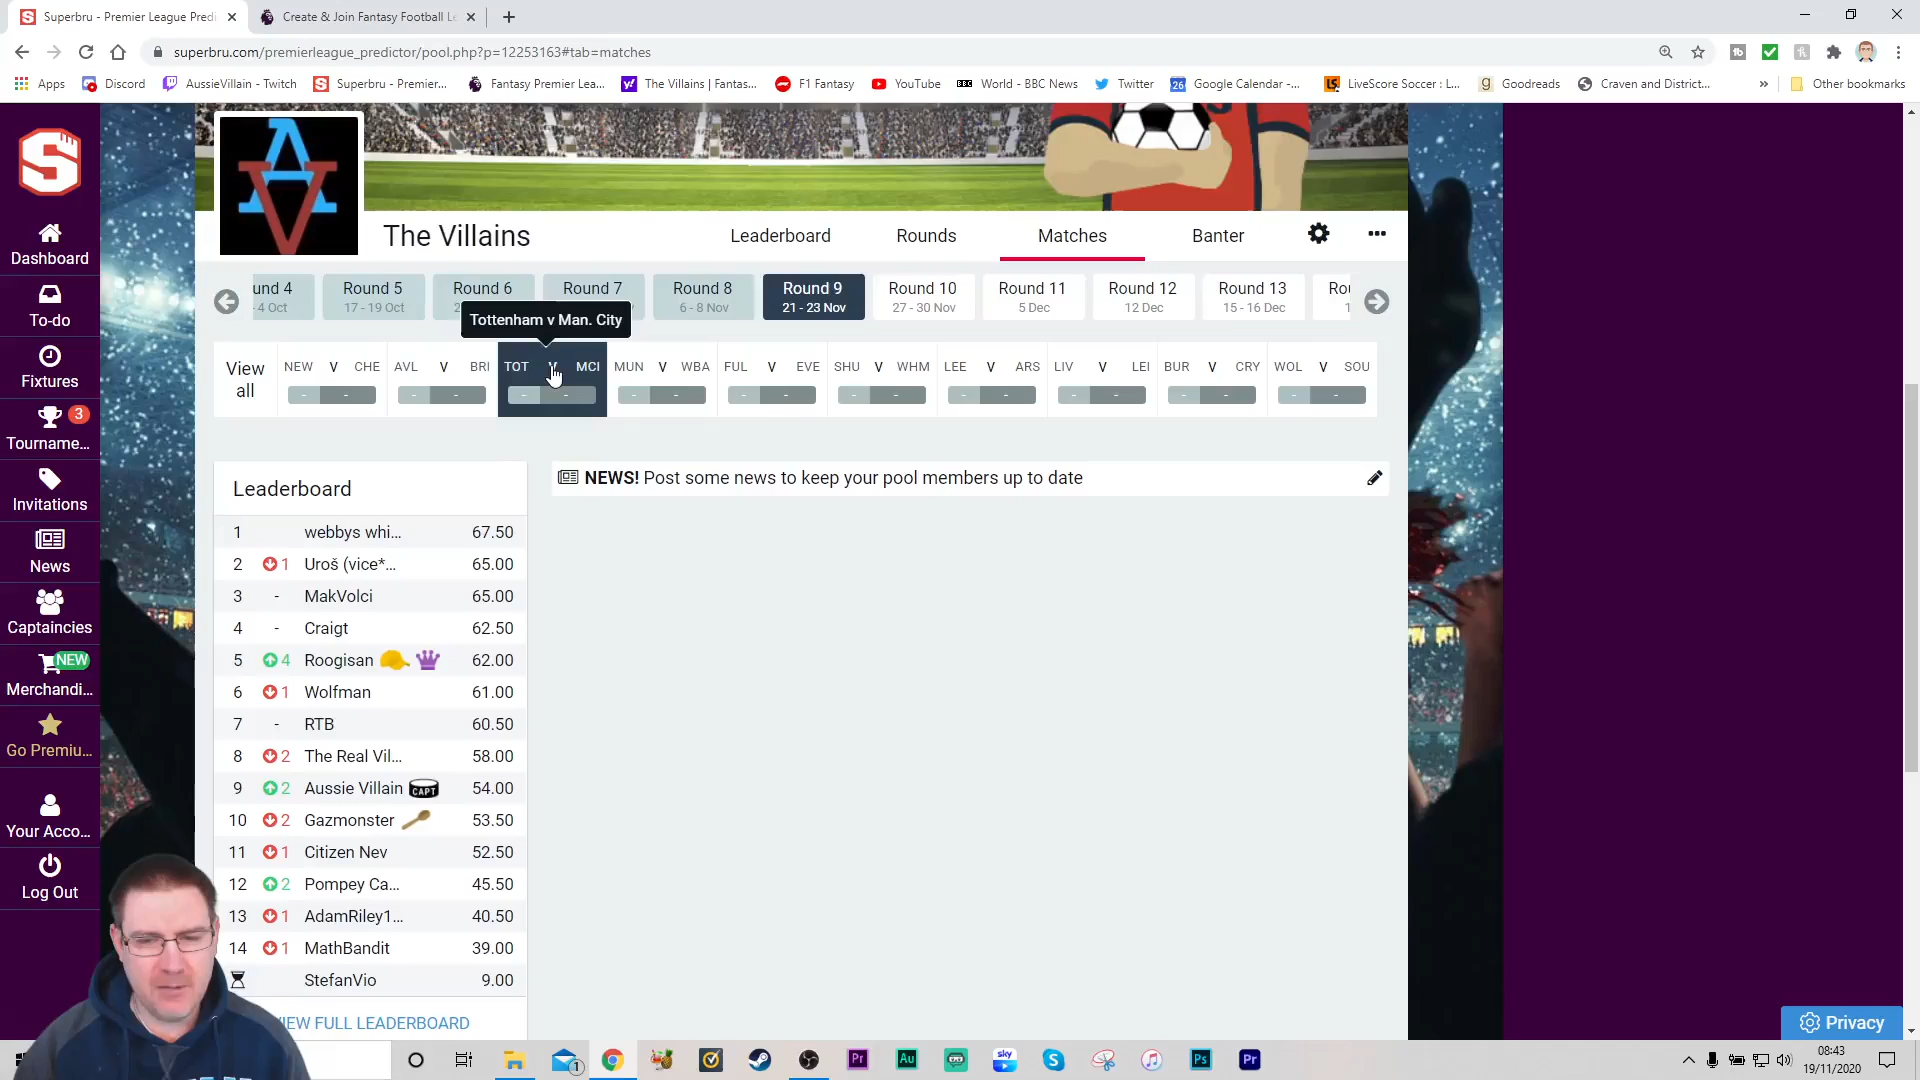 Superbru - Premier League Predi
Create & Join Fantasy Football Le
superbru.com/premierleague_predictor/pool.php?p=12253163#tab=matches
Apps
Discord
AussieVillain - Twitch
Superbru - Premier...
Fantasy Premier Lea...
The Villains | Fantas...
F1 Fantasy
YouTube
World - BBC News
Twitter
Google Calendar -...
LiveScore Soccer : L...
Goodreads
Craven and District...
»
Other bookmarks
Dashboard
To-do
Fixtures
3
Tourname...
Invitations
News
Captaincies
NEW
Merchandi...
Go Premiu...
Your Acco...
Log Out
The Villains
Leaderboard
Rounds
Matches
Banter
und 4
- 4 Oct
Round 5
17 - 19 Oct
Round 6
2
Round 7
Round 8
6 - 8 Nov
Round 9
21 - 23 Nov
Round 10
27 - 30 Nov
Round 11
5 Dec
Round 12
12 Dec
Round 13
15 - 16 Dec
Rou
1
Tottenham v Man. City
View all
NEW V CHE
- -
AVL V BRI
- -
TOT V MCI
- -
MUN V WBA
- -
FUL V EVE
- -
SHU V WHM
- -
LEE V ARS
- -
LIV V LEI
- -
BUR V CRY
- -
WOL V SOU
- -
Leaderboard
1 webbys whi... 67.50
2 1 Uroš (vice*... 65.00
3 - MakVolci 65.00
4 - Craigt 62.50
5 4 Roogisan 62.00
6 1 Wolfman 61.00
7 - RTB 60.50
8 2 The Real Vil... 58.00
9 2 Aussie Villain CAPT 54.00
10 2 Gazmonster 53.50
11 1 Citizen Nev 52.50
12 2 Pompey Ca... 45.50
13 1 AdamRiley1... 40.50
14 1 MathBandit 39.00
StefanVio 9.00
VIEW FULL LEADERBOARD
NEWS! Post some news to keep your pool members up to date
Privacy
08:43
19/11/2020